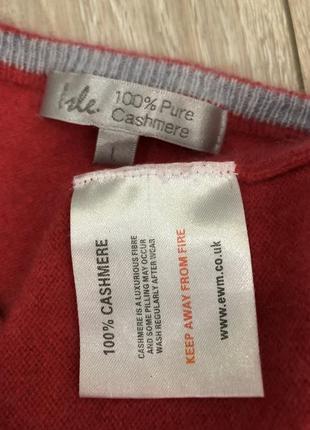 Isle
100% Pure
Cashmere
L
100% CASHMERE
CASHMERE IS A LUXURIOUS FIBRE
AND SOME PILLING MAY OCCUR
WASH REGULARLY AFTER WEAR
KEEP AWAY FROM FIRE
www.ewm.co.uk